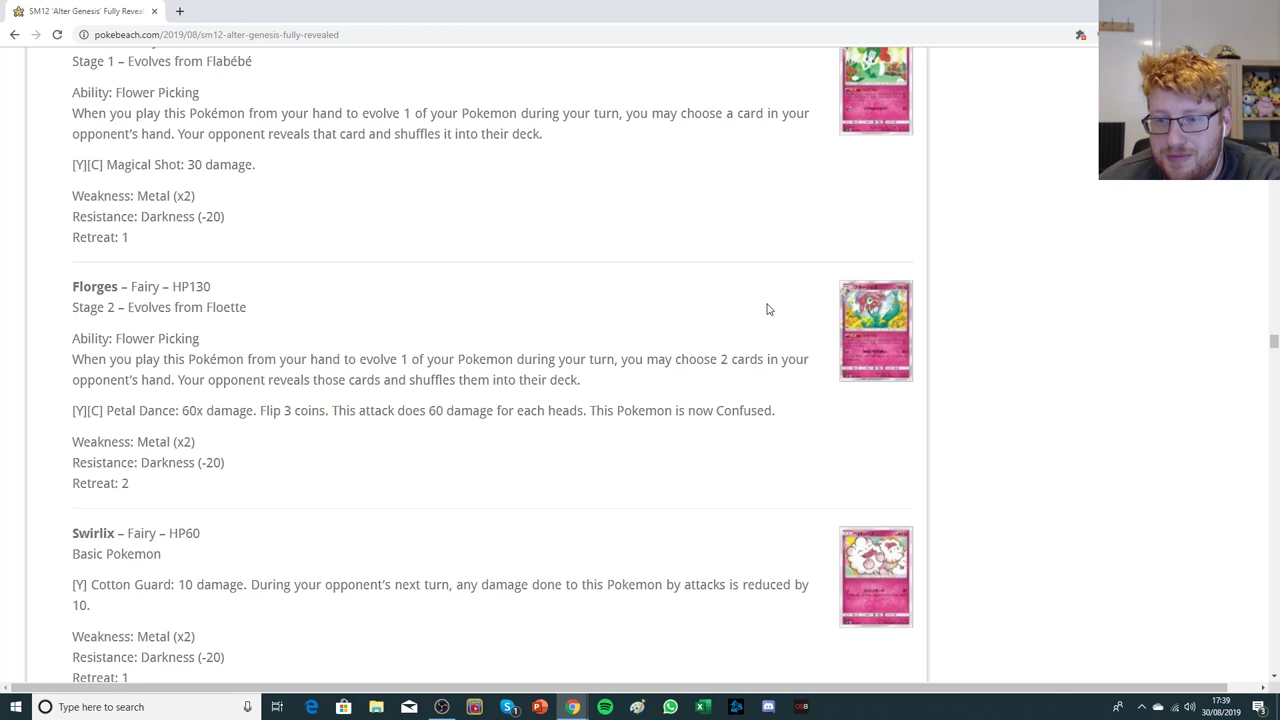 SM12 'Alter Genesis' Fully Reveal
pokebeach.com/2019/08/sm12-alter-genesis-fully-revealed
Stage 1 – Evolves from Flabébé
Ability: Flower Picking
When you play this Pokémon from your hand to evolve 1 of your Pokemon during your turn, you may choose a card in your
opponent's hand. Your opponent reveals that card and shuffles it into their deck.
[Y][C] Magical Shot: 30 damage.
Weakness: Metal (x2)
Resistance: Darkness (-20)
Retreat: 1
Florges – Fairy – HP130
Stage 2 – Evolves from Floette
Ability: Flower Picking
When you play this Pokémon from your hand to evolve 1 of your Pokemon during your turn, you may choose 2 cards in your
opponent's hand. Your opponent reveals those cards and shuffles them into their deck.
[Y][C] Petal Dance: 60x damage. Flip 3 coins. This attack does 60 damage for each heads. This Pokemon is now Confused.
Weakness: Metal (x2)
Resistance: Darkness (-20)
Retreat: 2
Swirlix – Fairy – HP60
Basic Pokemon
[Y] Cotton Guard: 10 damage. During your opponent's next turn, any damage done to this Pokemon by attacks is reduced by
10.
Weakness: Metal (x2)
Resistance: Darkness (-20)
Retreat: 1
Type here to search
17:39
30/08/2019